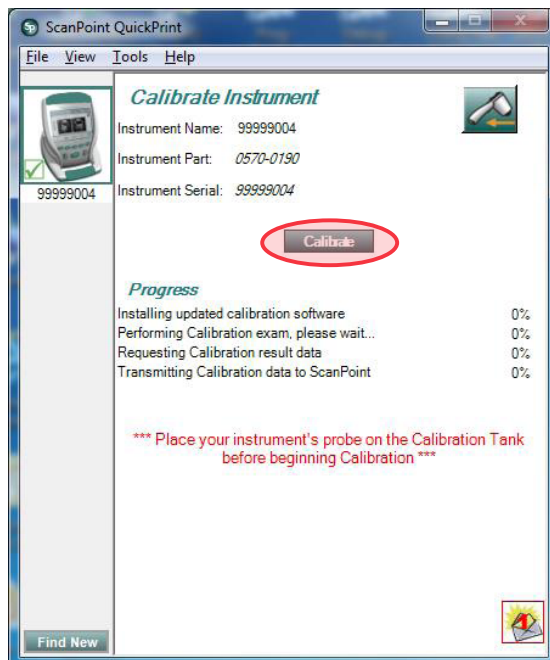 ScanPoint QuickPrint
File View Tools Help
Calibrate Instrument
Instrument Name: 99999004
Instrument Part: 0570-0190
99999004
Instrument Serial: 99999004
Calibrate
Progress
Installing updated calibration software 0%
Performing Calibration exam, please wait... 0%
Requesting Calibration result data 0%
Transmitting Calibration data to ScanPoint 0%
*** Place your instrument's probe on the Calibration Tank
before beginning Calibration ***
Find New